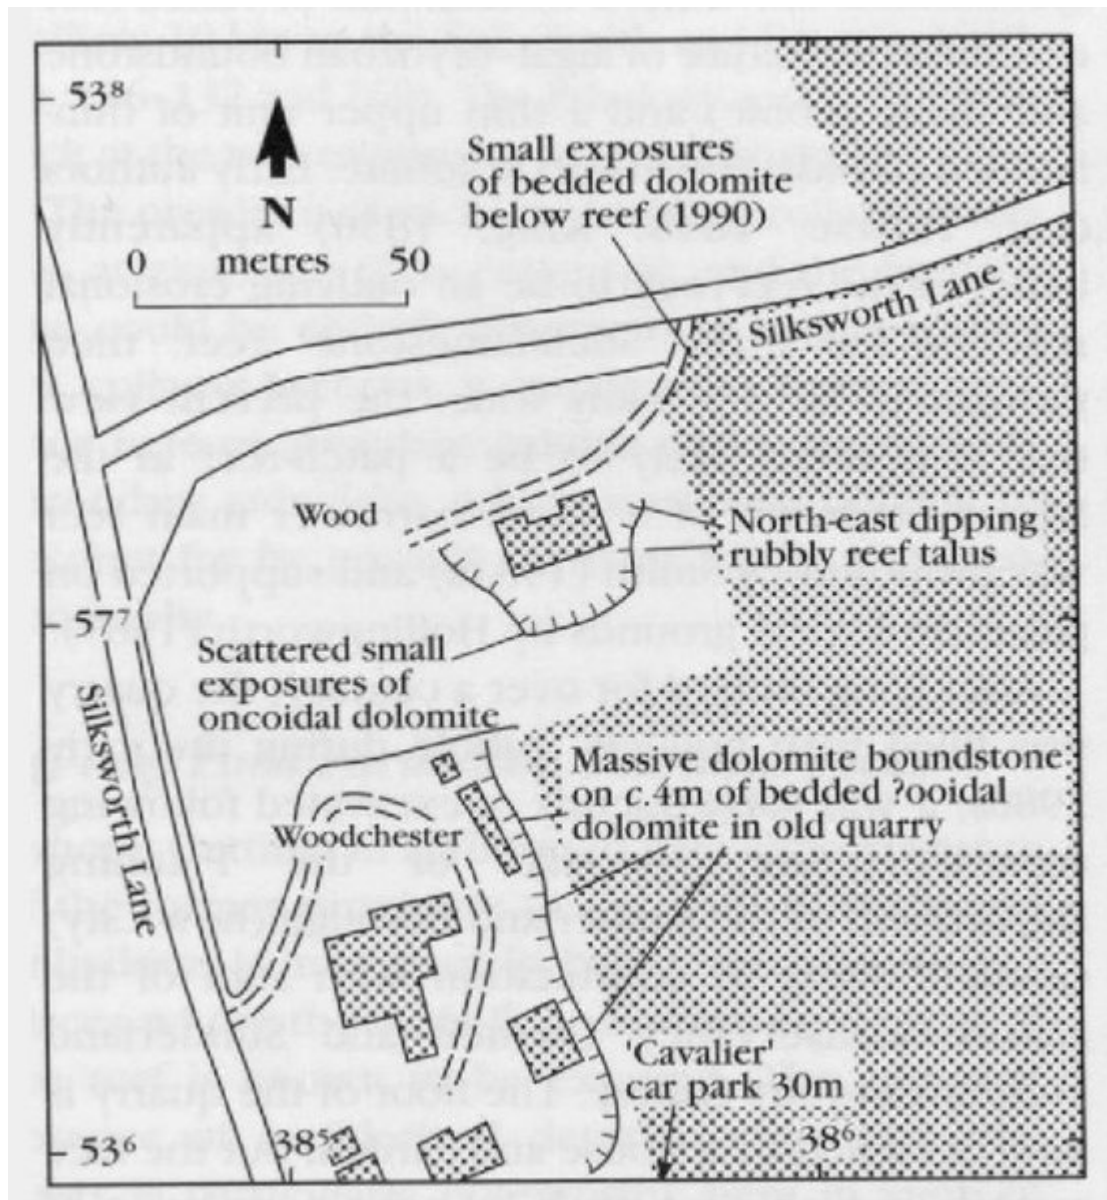 53⁸
Small exposures
of bedded dolomite
below reef (1990)
N
0 metres 50
Silksworth Lane
Wood
North-east dipping
rubbly reef talus
57⁷
Scattered small
exposures of
oncoidal dolomite
Silksworth Lane
Massive dolomite boundstone
on c.4m of bedded ?ooidal
dolomite in old quarry
Woodchester
'Cavalier'
car park 30m
53⁶
38⁵
38⁶